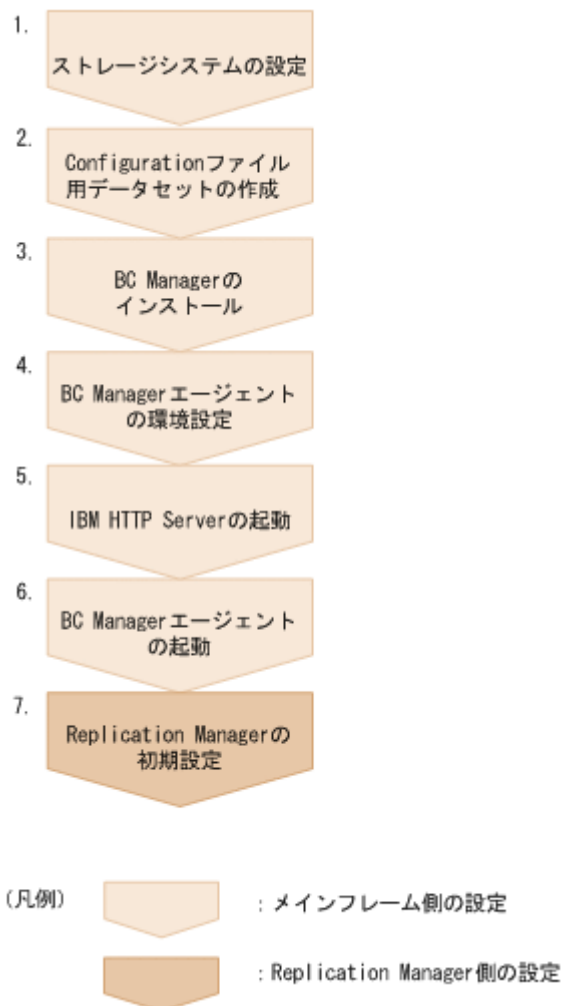 1.
ストレージシステムの設定
2.
Configurationファイル
用データセットの作成
3.
BC Managerの
インストール
4.
BC Managerエージェント
の環境設定
5.
IBM HTTP Serverの起動
6.
BC Managerエージェント
の起動
7.
Replication Managerの
初期設定
(凡例)
: メインフレーム側の設定
: Replication Manager側の設定